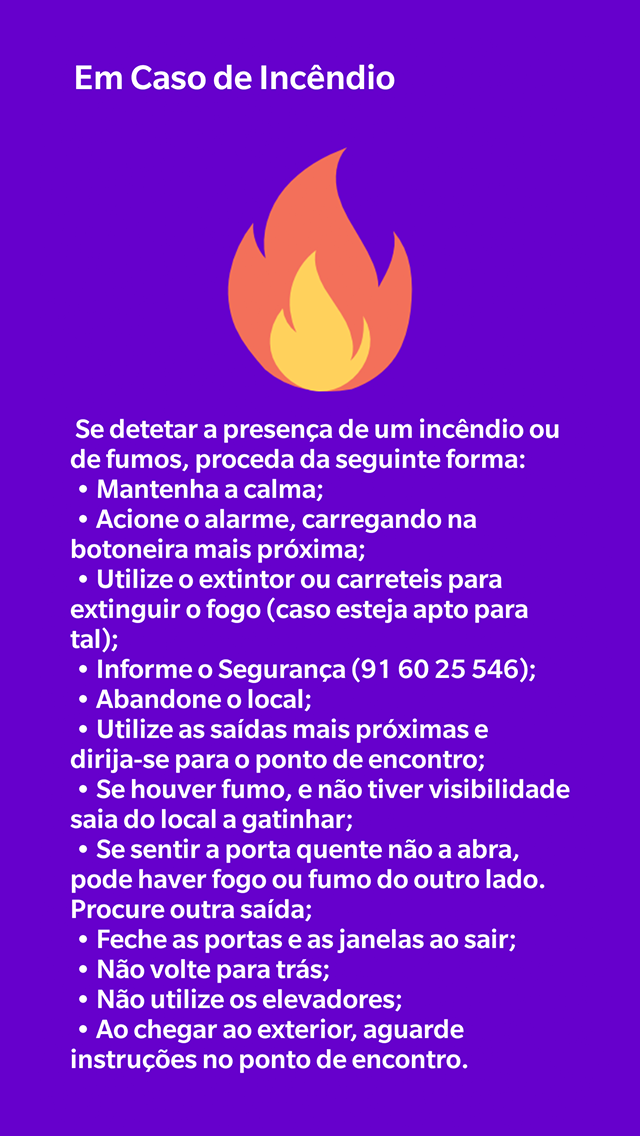 Em Caso de Incêndio
Se detetar a presença de um incêndio ou
de fumos, proceda da seguinte forma:
• Mantenha a calma;
• Acione o alarme, carregando na
botoneira mais próxima;
• Utilize o extintor ou carreteis para
extinguir o fogo (caso esteja apto para
tal);
• Informe o Segurança (91 60 25 546);
• Abandone o local;
• Utilize as saídas mais próximas e
dirija-se para o ponto de encontro;
• Se houver fumo, e não tiver visibilidade
saia do local a gatinhar;
• Se sentir a porta quente não a abra,
pode haver fogo ou fumo do outro lado.
Procure outra saída;
• Feche as portas e as janelas ao sair;
• Não volte para trás;
• Não utilize os elevadores;
• Ao chegar ao exterior, aguarde
instruções no ponto de encontro.